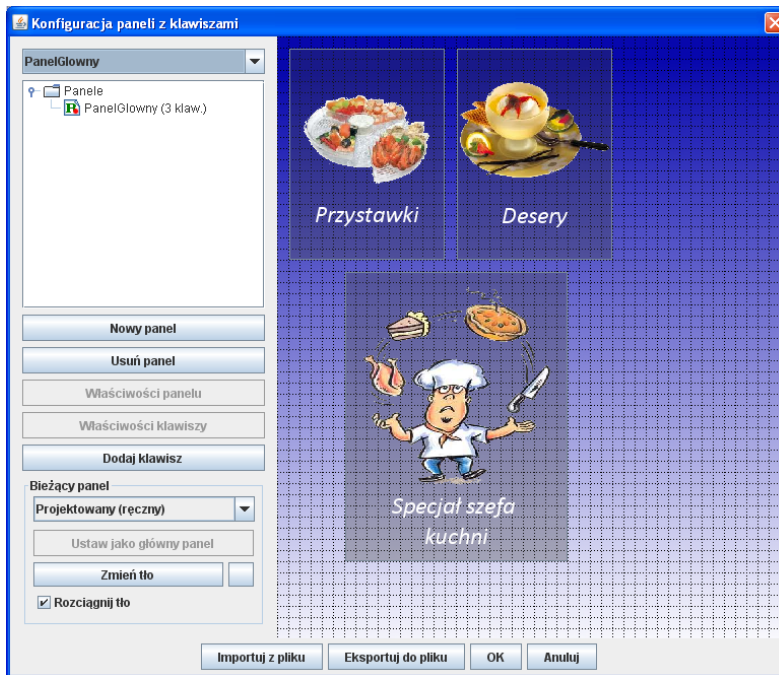 Konfiguracja paneli z klawiszami
PanelGlowny
Panele
PanelGlowny (3 klaw.)
Nowy panel
Usuń panel
Właściwości panelu
Właściwości klawiszy
Dodaj klawisz
Bieżący panel
Projektowany (ręczny)
Ustaw jako główny panel
Zmień tło
Rozciągnij tło
Przystawki
Desery
Specjał szefa
kuchni
Importuj z pliku
Eksportuj do pliku
OK
Anuluj